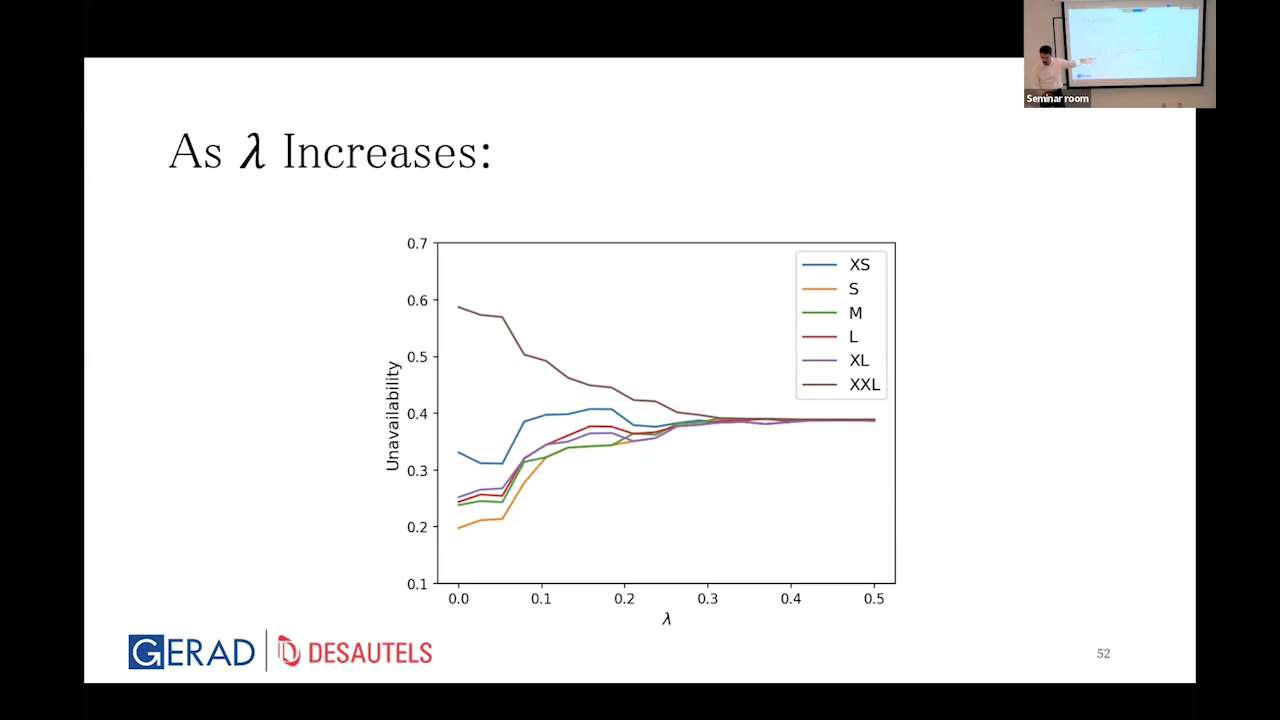 Seminar room
As λ Increases:
0.7
0.6
0.5
0.4
0.3
0.2
0.1
Unavailability
XS
S
M
L
XL
XXL
0.0 0.1 0.2 0.3 0.4 0.5
λ
GERAD DESAUTELS
52